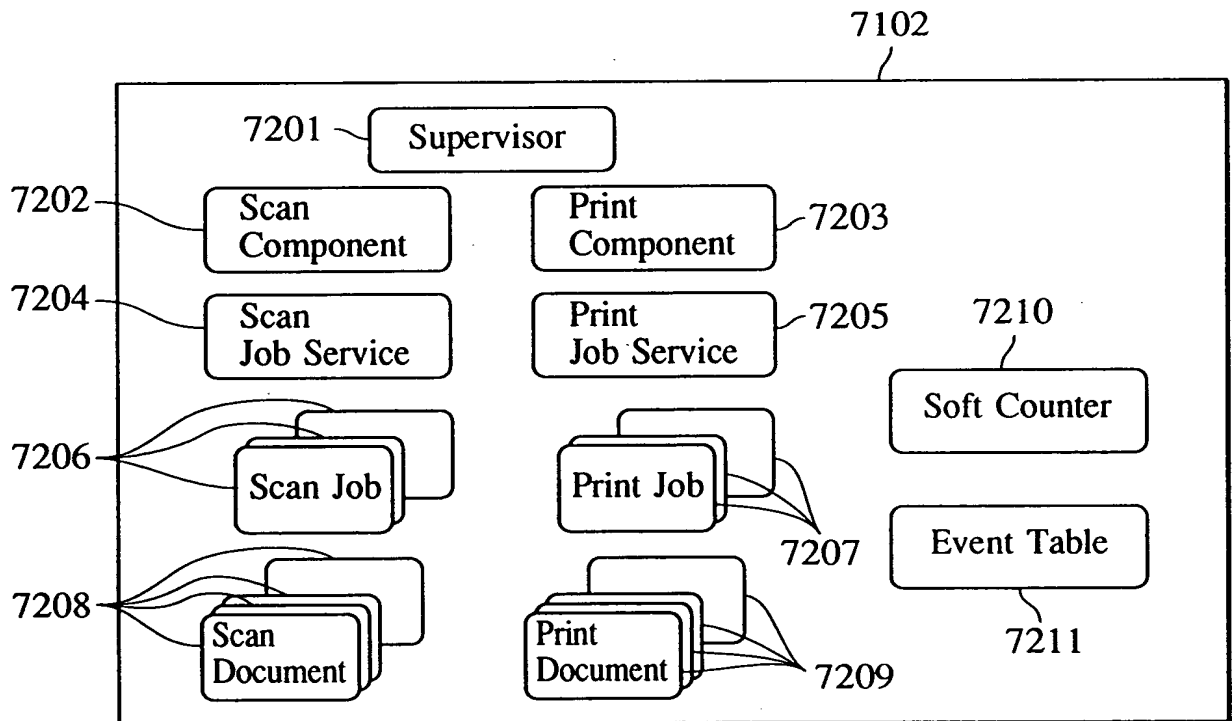 7102
7201
Supervisor
7202
Scan
Component
Print
Component
7203
7204
Scan
Job Service
Print
Job Service
7205
7210
Soft Counter
7206
Scan Job
Print Job
7207
Event Table
7211
7208
Scan
Document
Print
Document
7209